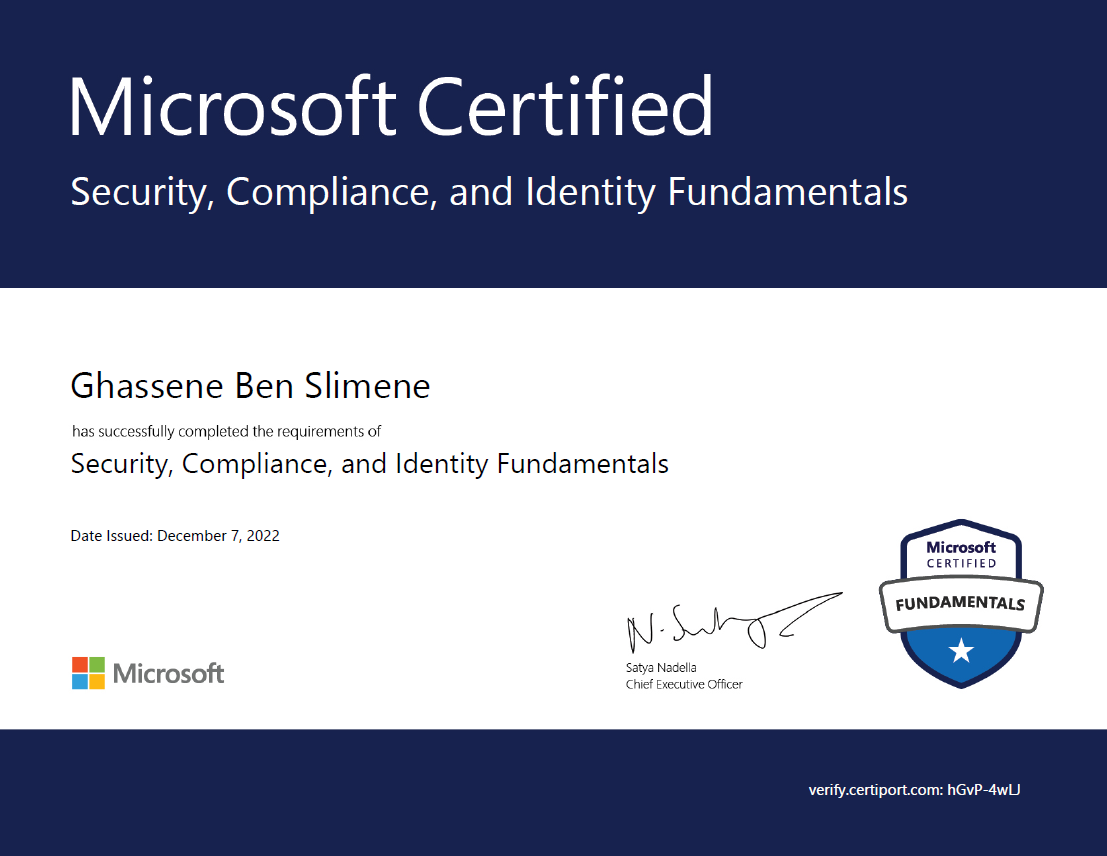 Microsoft Certified
Security, Compliance, and Identity Fundamentals
Ghassene Ben Slimene
has successfully completed the requirements of
Security, Compliance, and Identity Fundamentals
Date Issued: December 7, 2022
Microsoft
CERTIFIED
FUNDAMENTALS
N. Satya
Satya Nadella
Chief Executive Officer
Microsoft
verify.certiport.com: hGvP-4wLJ